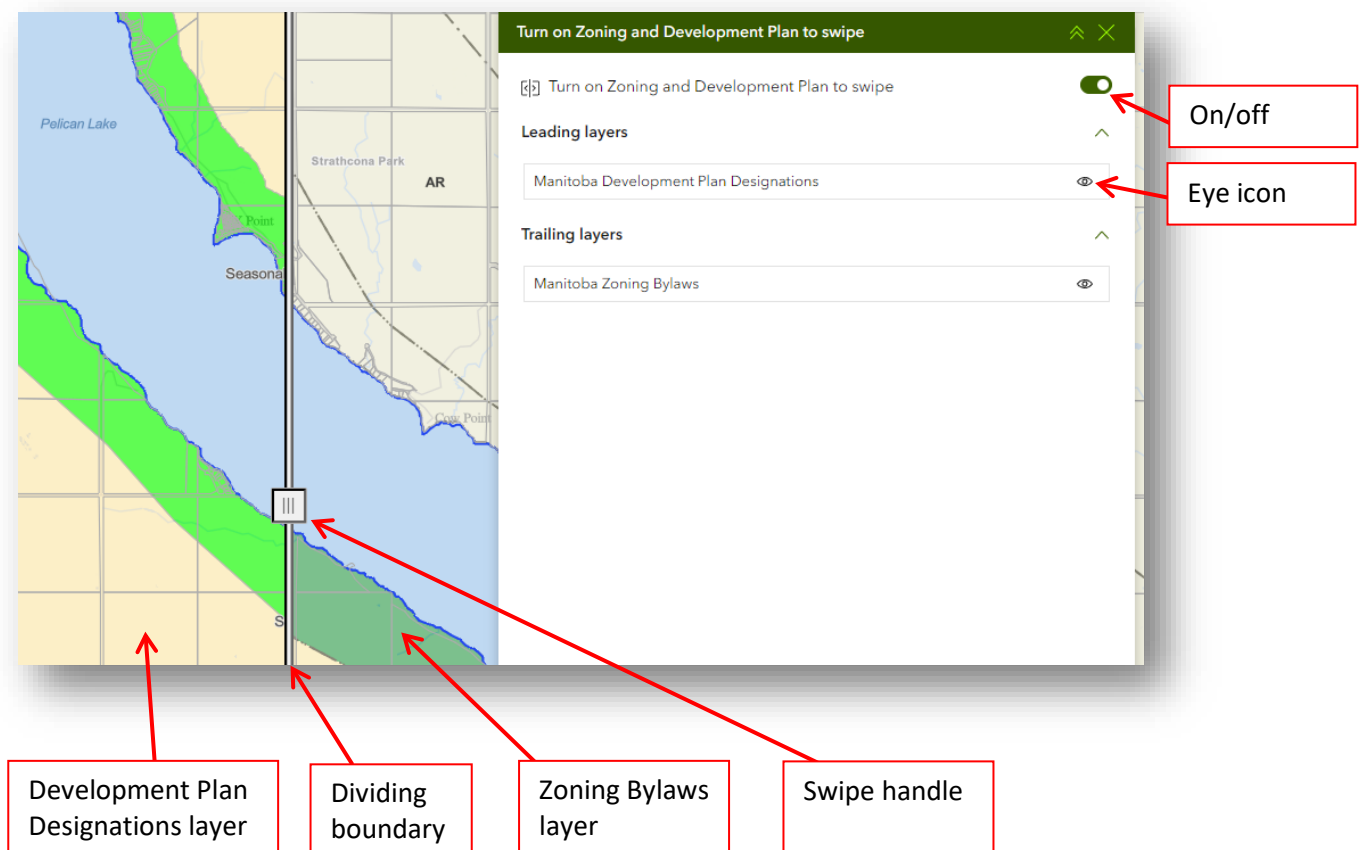 Turn on Zoning and Development Plan to swipe
Turn on Zoning and Development Plan to swipe
On/off
Leading layers
Manitoba Development Plan Designations
Eye icon
Trailing layers
Manitoba Zoning Bylaws
Pelican Lake
Strathcona Park
AR
Point
Seasona
Cow Point
S
Development Plan
Designations layer
Dividing
boundary
Zoning Bylaws
layer
Swipe handle